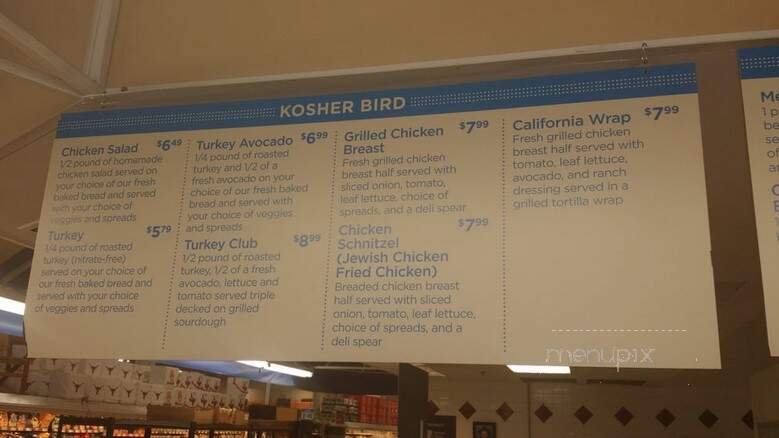 KOSHER BIRD
Chicken Salad $6.49
1/2 pound of homemade
chicken salad served on
your choice of our fresh
baked bread and served
with your choice of
veggies and spreads
Turkey $5.79
1/4 pound of roasted
turkey (nitrate-free)
served on your choice of
our fresh baked bread and
served with your choice
of veggies and spreads
Turkey Avocado $6.99
1/4 pound of roasted
turkey and 1/2 of a
fresh avocado on your
choice of our fresh baked
bread and served with
your choice of veggies
and spreads
Turkey Club $8.99
1/2 pound of roasted
turkey, 1/2 of a fresh
avocado, lettuce and
tomato served triple
decked on grilled
sourdough
Grilled Chicken $7.99
Breast
Fresh grilled chicken
breast half served with
sliced onion, tomato,
leaf lettuce, choice of
spreads, and a deli spear
Chicken $7.99
Schnitzel
(Jewish Chicken
Fried Chicken)
Breaded chicken breast
half served with sliced
onion, tomato, leaf lettuce,
choice of spreads, and a
deli spear
California Wrap $7.99
Fresh grilled chicken
breast half served with
tomato, leaf lettuce,
avocado, and ranch
dressing served in a
grilled tortilla wrap
menupix